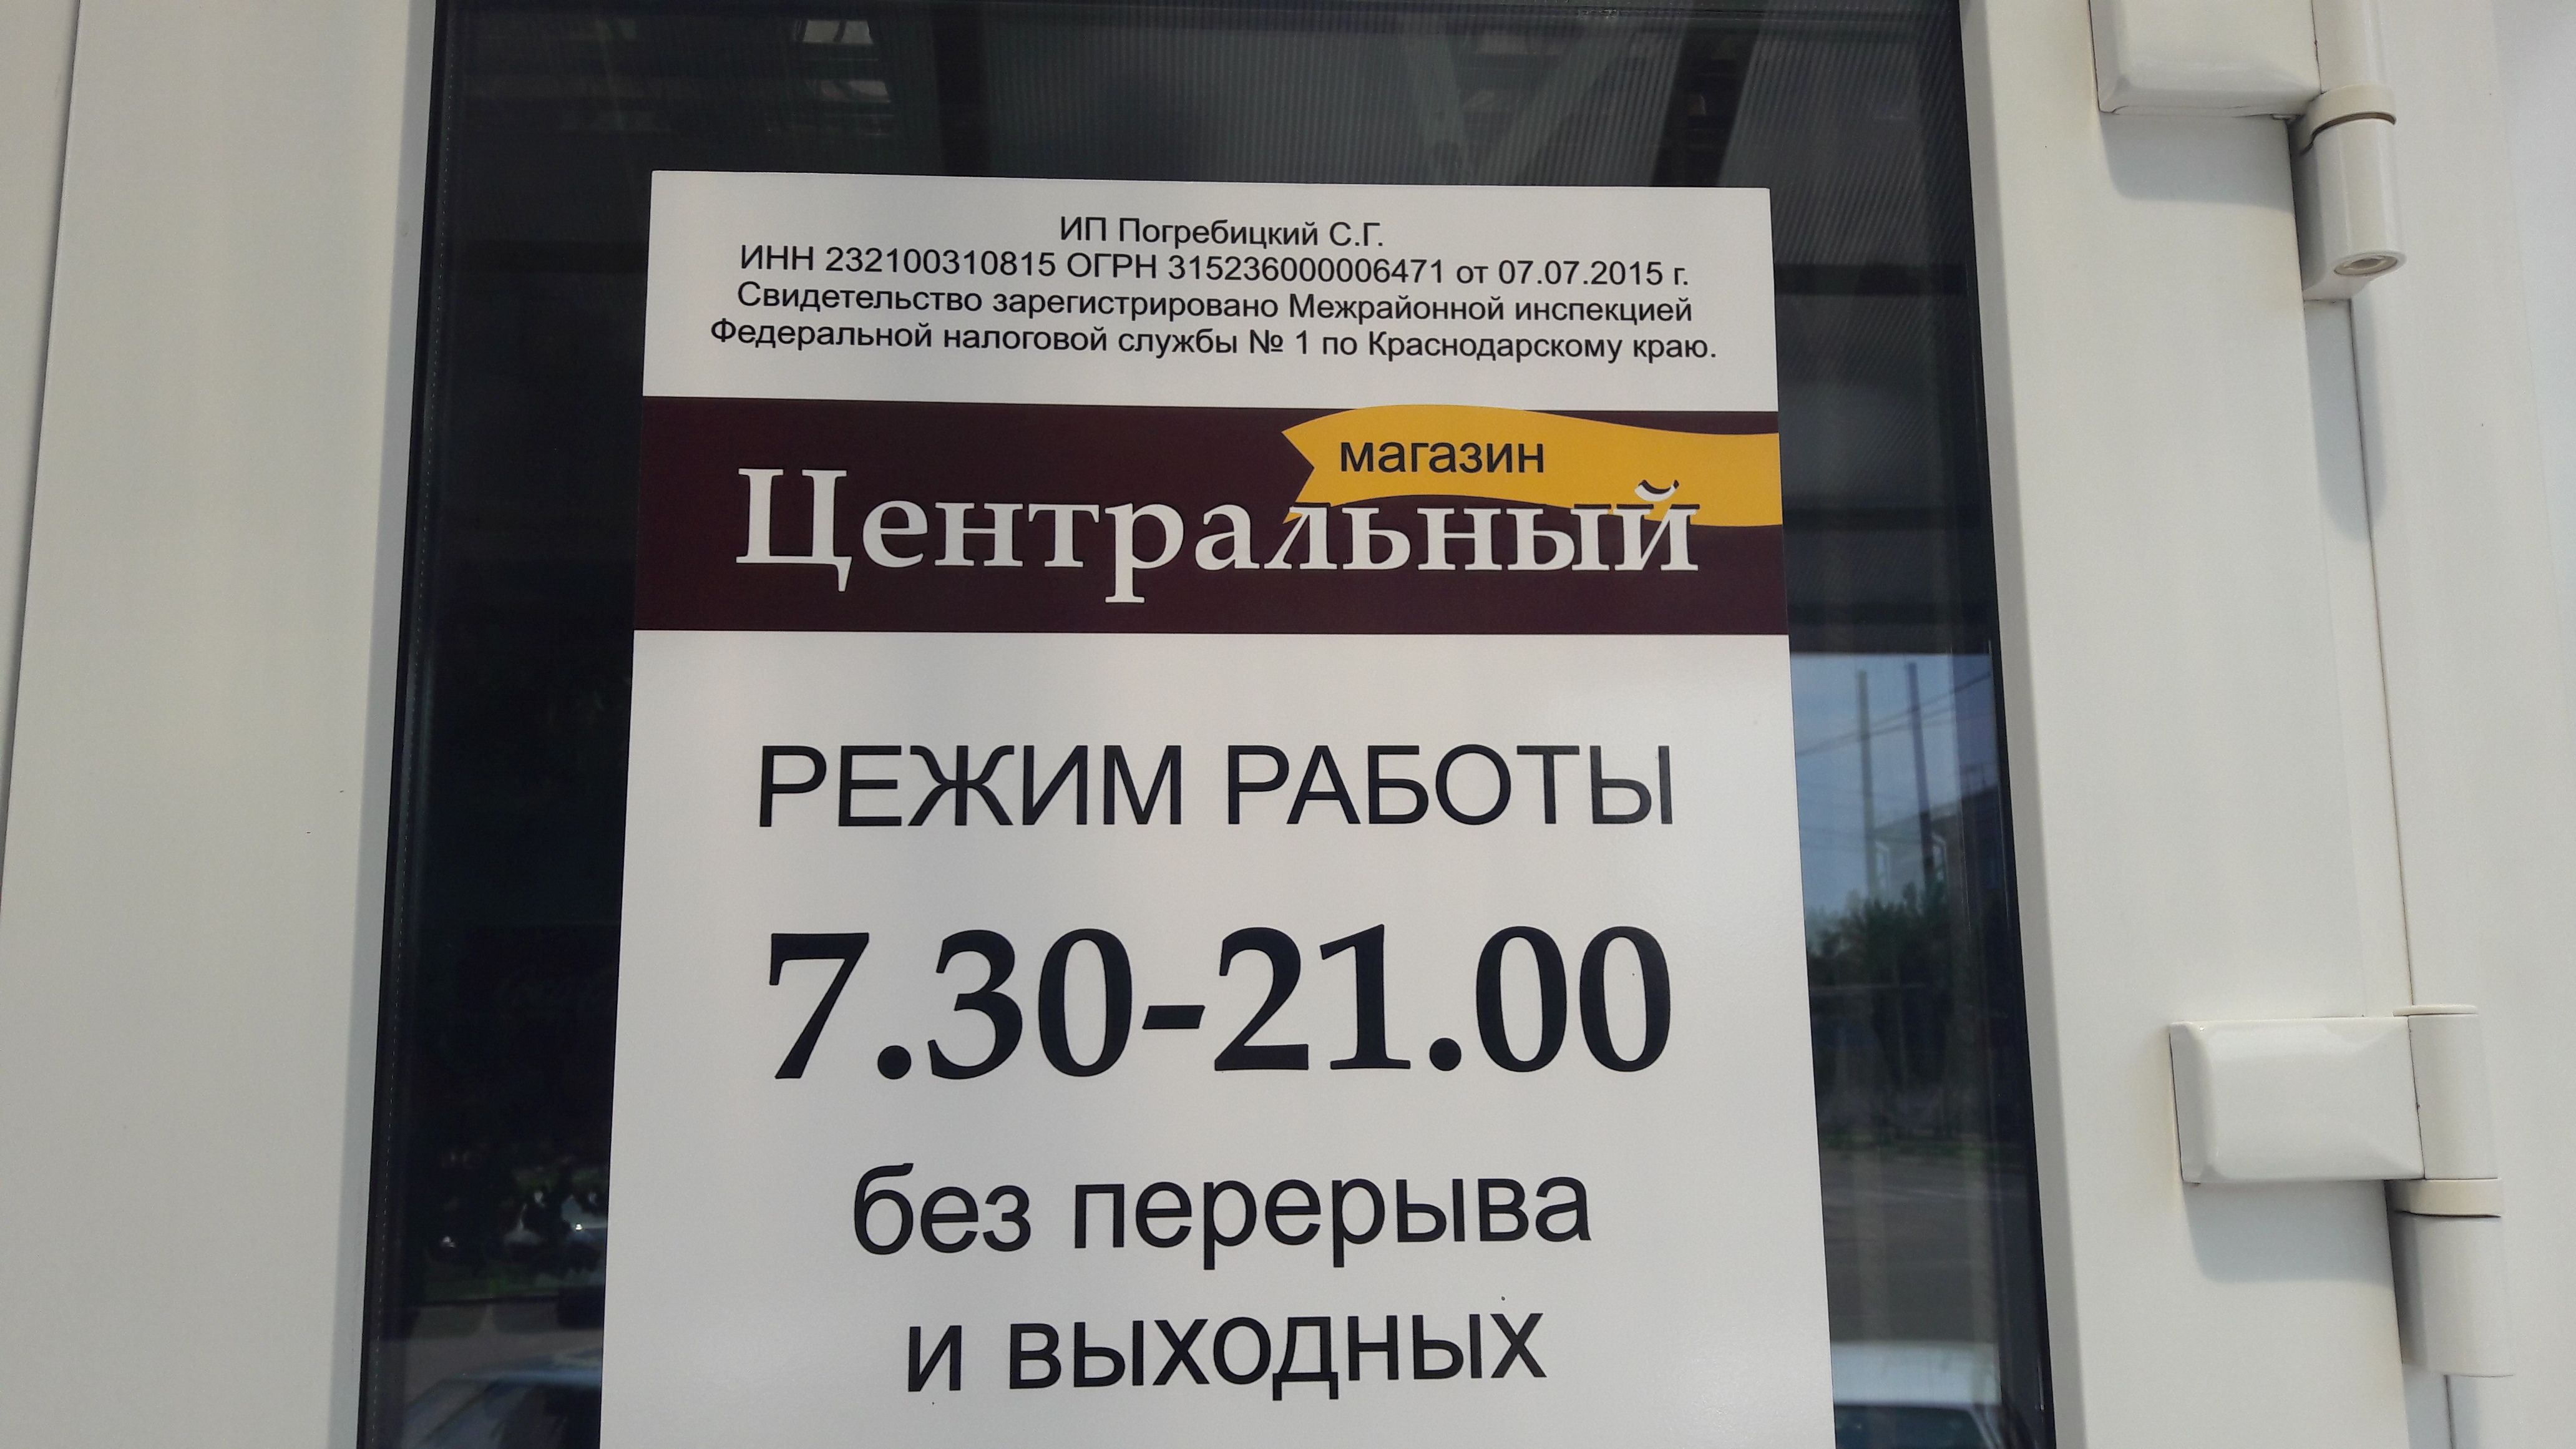 ИП Погребицкий С.Г.
ИНН 232100310815 ОГРН 315236000006471 от 07.07.2015 г.
Свидетельство зарегистрировано Межрайонной инспекцией
Федеральной налоговой службы № 1 по Краснодарскому краю.
магазин
Центральный
РЕЖИМ РАБОТЫ
7.30-21.00
без перерыва
и выходных